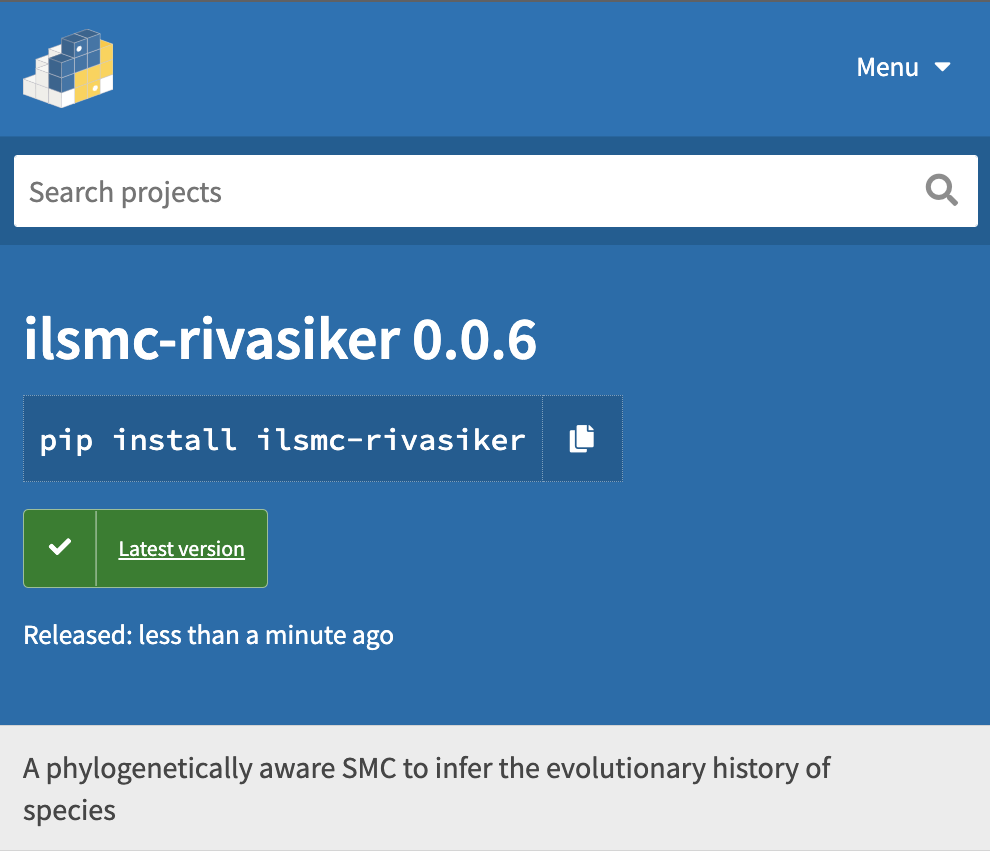 Menu
Search projects
ilsmc-rivasiker 0.0.6
pip install ilsmc-rivasiker
Latest version
Released: less than a minute ago
A phylogenetically aware SMC to infer the evolutionary history of
species